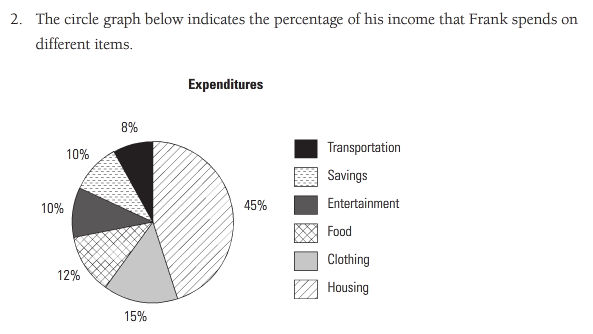 2. The circle graph below indicates the percentage of his income that Frank spends on
different items.
Expenditures
8%
10%
10%
45%
12%
15%
Transportation
Savings
Entertainment
Food
Clothing
Housing